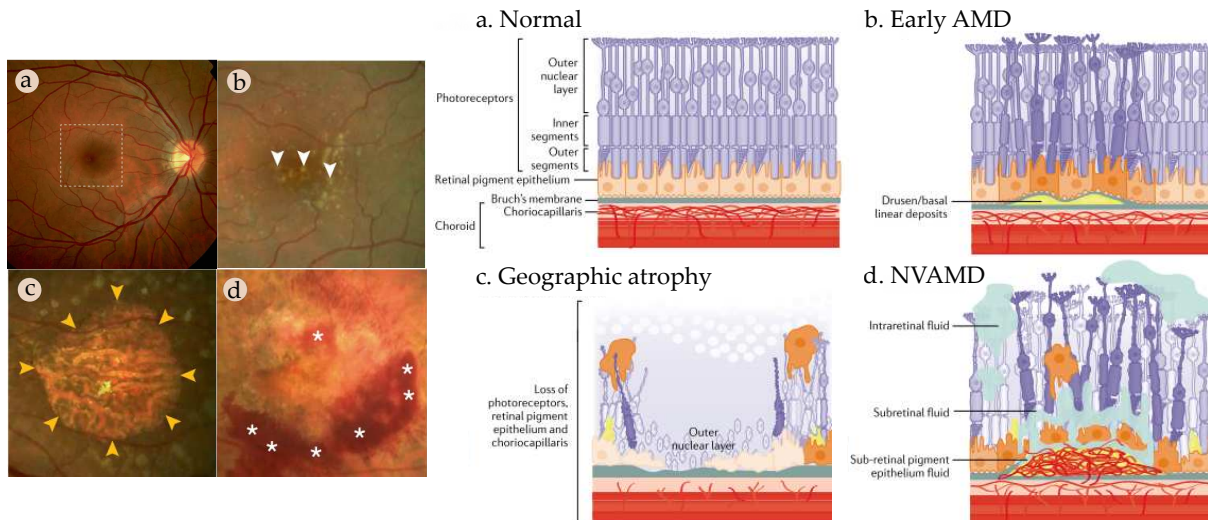 a
b
c
d
*
*
*
*
*
*
*
a. Normal
Photoreceptors
Outer
nuclear
layer
Inner
segments
Outer
segments
Retinal pigment epithelium
Bruch's membrane
Choriocapillaris
Choroid
b. Early AMD
Drusen/basal
linear deposits
c. Geographic atrophy
Loss of
photoreceptors,
retinal pigment
epithelium and
choriocapillaris
Outer
nuclear layer
d. NVAMD
Intraretinal fluid
Subretinal fluid
Sub-retinal pigment
epithelium fluid